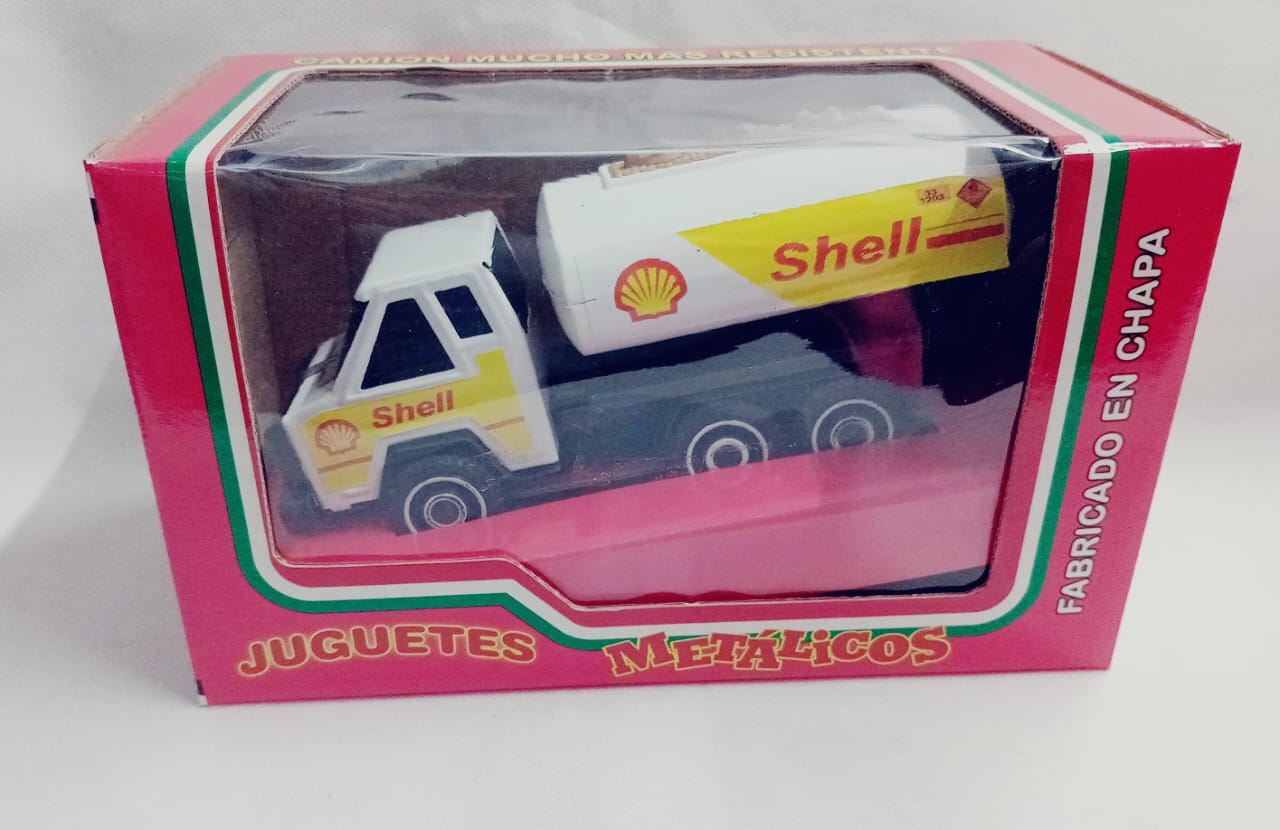 CAMION MUCHO MAS RESISTENTE
33
1203
Shell
Shell
JUGUETES METÁLiCOS
FABRICADO EN CHAPA